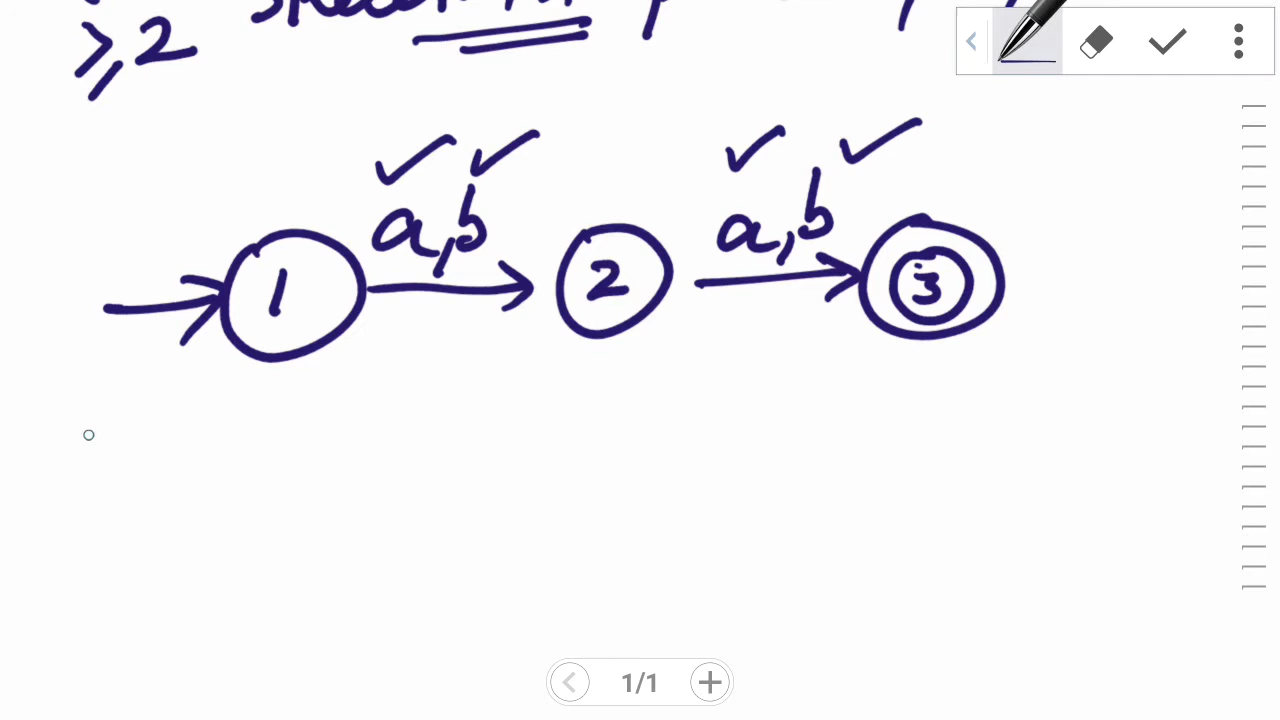 ≥2
a,b a,b
1 2 3
1/1